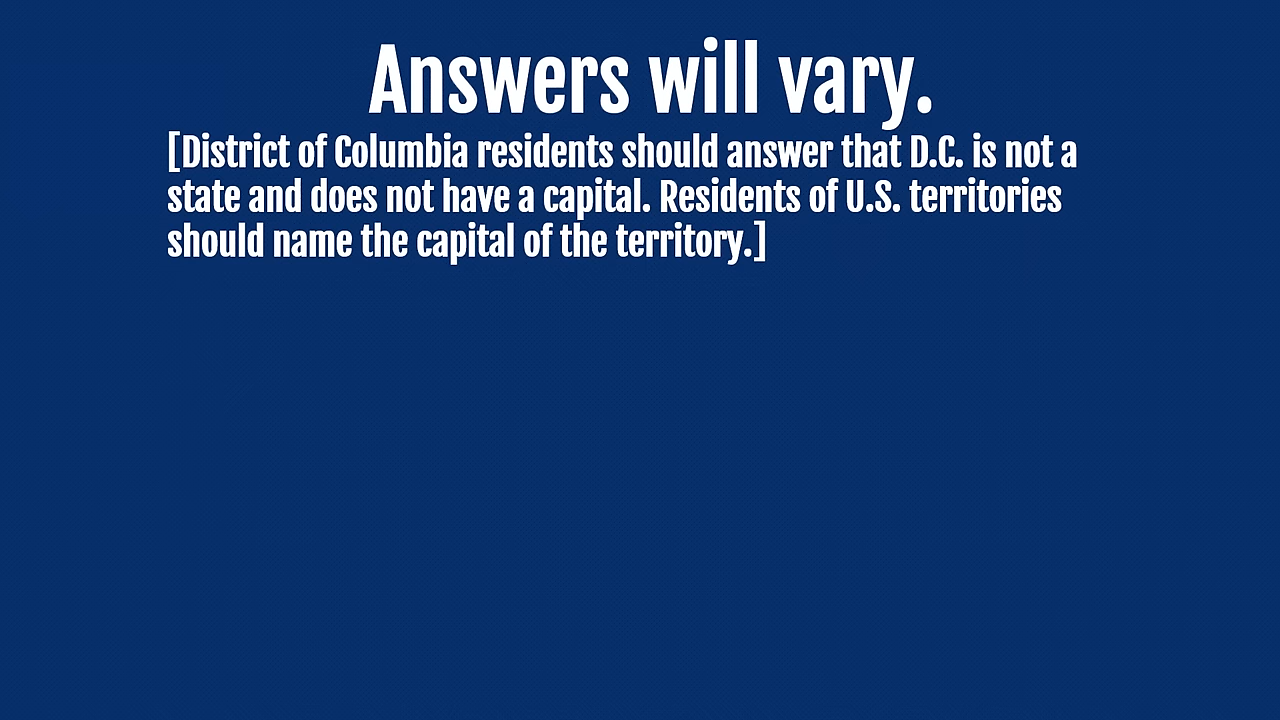 Answers will vary.
[District of Columbia residents should answer that D.C. is not a
state and does not have a capital. Residents of U.S. territories
should name the capital of the territory.]